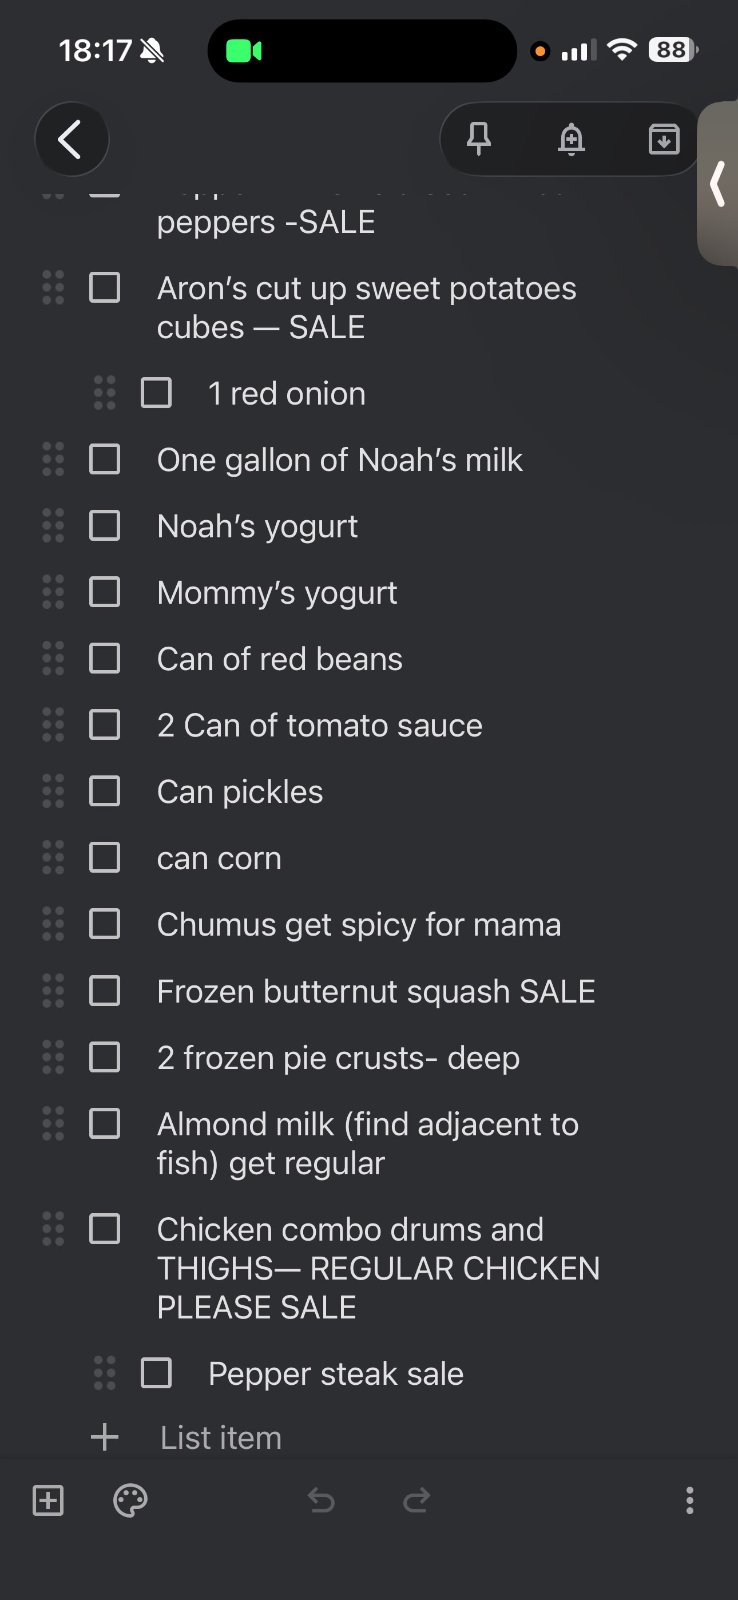 18:17
88
peppers -SALE
Aron's cut up sweet potatoes
cubes — SALE
1 red onion
One gallon of Noah's milk
Noah's yogurt
Mommy's yogurt
Can of red beans
2 Can of tomato sauce
Can pickles
can corn
Chumus get spicy for mama
Frozen butternut squash SALE
2 frozen pie crusts- deep
Almond milk (find adjacent to
fish) get regular
Chicken combo drums and
THIGHS— REGULAR CHICKEN
PLEASE SALE
Pepper steak sale
List item